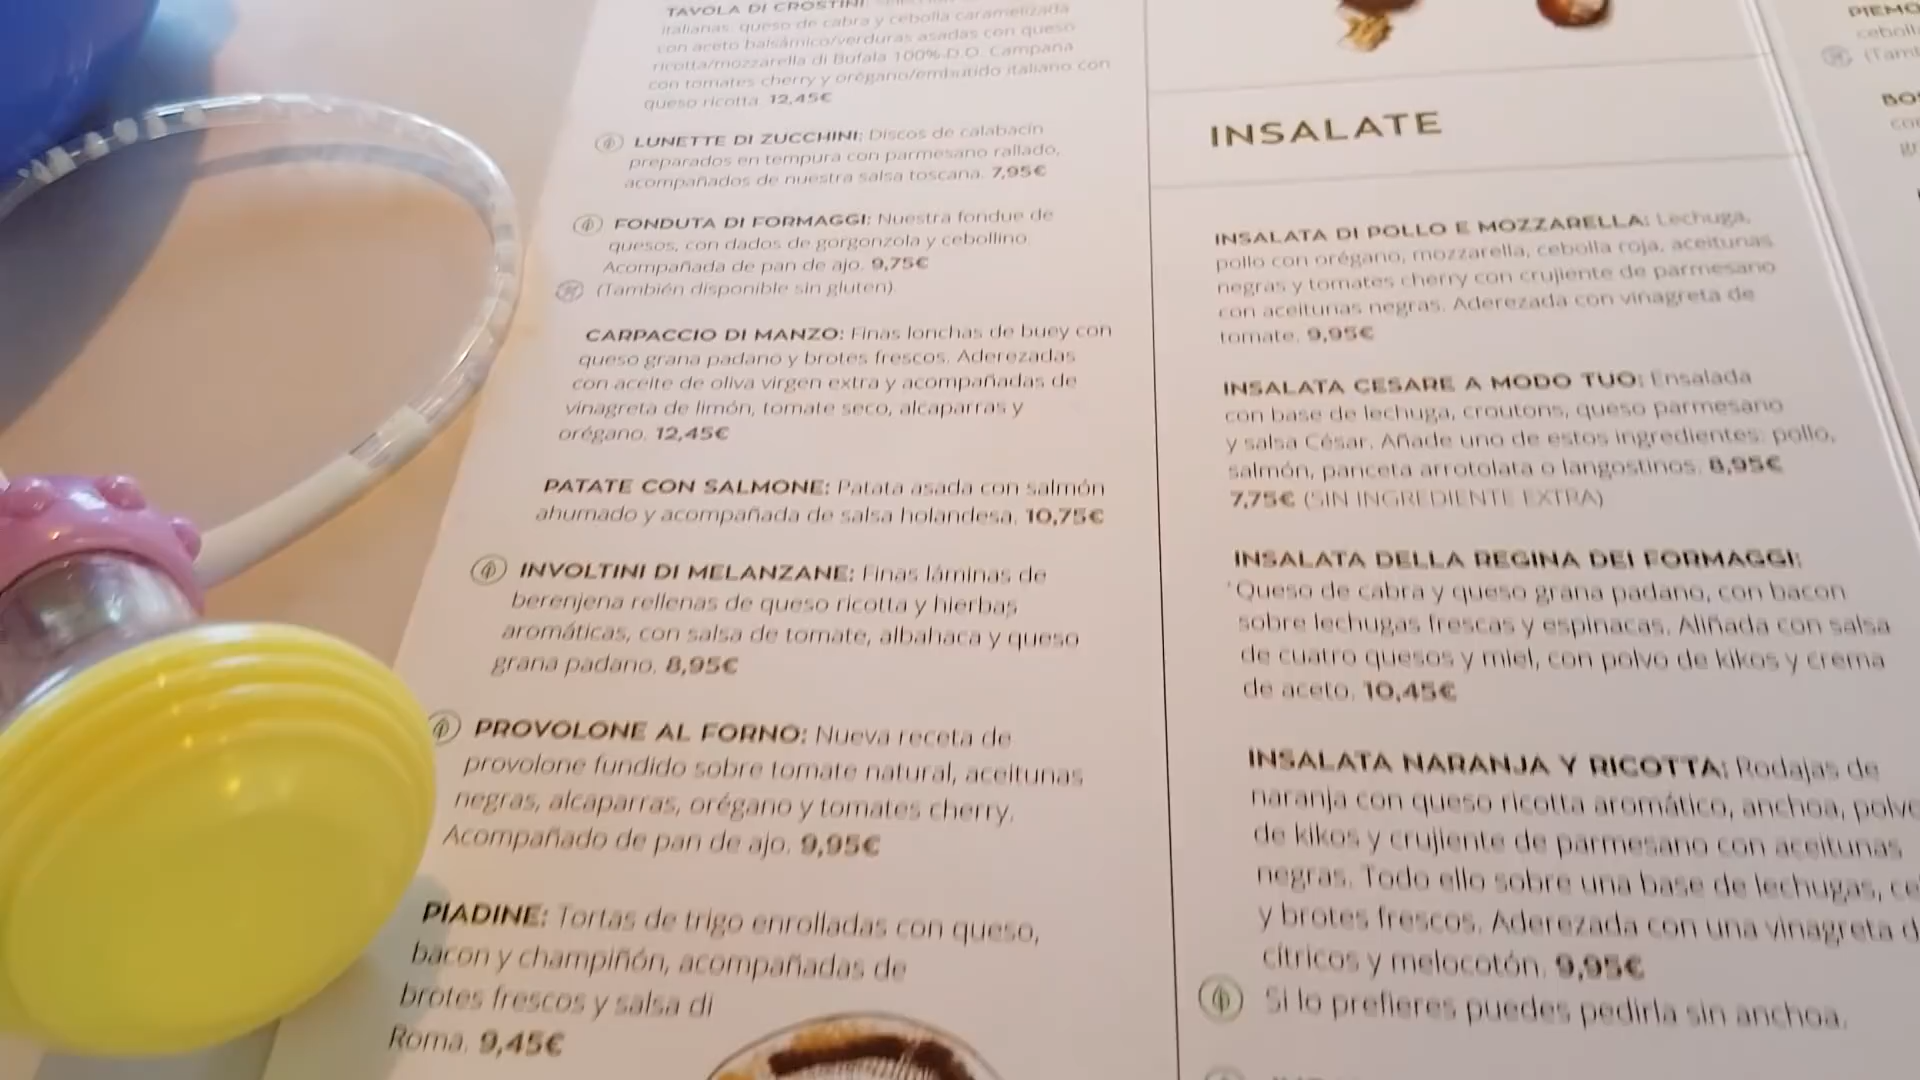 TAVOLA DI CROSTINI:
italianas: queso de cabra y cebolla caramelizada
con aceto balsámico/verduras asadas con queso
ricotta/mozzarella di Bufala 100% D.O. Campana
con tomates cherry y orégano/embutido italiano con
queso ricotta. 12,45€
LUNETTE DI ZUCCHINI: Discos de calabacín
preparados en tempura con parmesano rallado,
acompañados de nuestra salsa toscana. 7,95€
FONDUTA DI FORMAGGI: Nuestra fondue de
quesos, con dados de gorgonzola y cebollino.
Acompañada de pan de ajo. 9,75€
(También disponible sin gluten).
CARPACCIO DI MANZO: Finas lonchas de buey con
queso grana padano y brotes frescos. Aderezadas
con aceite de oliva virgen extra y acompañadas de
vinagreta de limón, tomate seco, alcaparras y
orégano. 12,45€
PATATE CON SALMONE: Patata asada con salmón
ahumado y acompañada de salsa holandesa. 10,75€
INVOLTINI DI MELANZANE: Finas láminas de
berenjena rellenas de queso ricotta y hierbas
aromáticas, con salsa de tomate, albahaca y queso
grana padano. 8,95€
PROVOLONE AL FORNO: Nueva receta de
provolone fundido sobre tomate natural, aceitunas
negras, alcaparras, orégano y tomates cherry.
Acompañado de pan de ajo. 9,95€
PIADINE: Tortas de trigo enrolladas con queso,
bacon y champiñón, acompañadas de
brotes frescos y salsa di
Roma. 9,45€
INSALATE
INSALATA DI POLLO E MOZZARELLA: Lechuga,
pollo con orégano, mozzarella, cebolla roja, aceitunas
negras y tomates cherry con crujiente de parmesano
con aceitunas negras. Aderezada con vinagreta de
tomate. 9,95€
INSALATA CESARE A MODO TUO: Ensalada
con base de lechuga, croutons, queso parmesano
y salsa César. Añade uno de estos ingredientes: pollo,
salmón, panceta arrotolata o langostinos. 8,95€
7,75€ (SIN INGREDIENTE EXTRA)
INSALATA DELLA REGINA DEI FORMAGGI:
Queso de cabra y queso grana padano, con bacon
sobre lechugas frescas y espinacas. Aliñada con salsa
de cuatro quesos y miel, con polvo de kikos y crema
de aceto. 10,45€
INSALATA NARANJA Y RICOTTA: Rodajas de
naranja con queso ricotta aromático, anchoa, polvo
de kikos y crujiente de parmesano con aceitunas
negras. Todo ello sobre una base de lechugas, ce
y brotes frescos. Aderezada con una vinagreta d
cítricos y melocotón. 9,95€
Si lo prefieres puedes pedirla sin anchoa.
PIEMO
ceboll
(Tamb
BOS